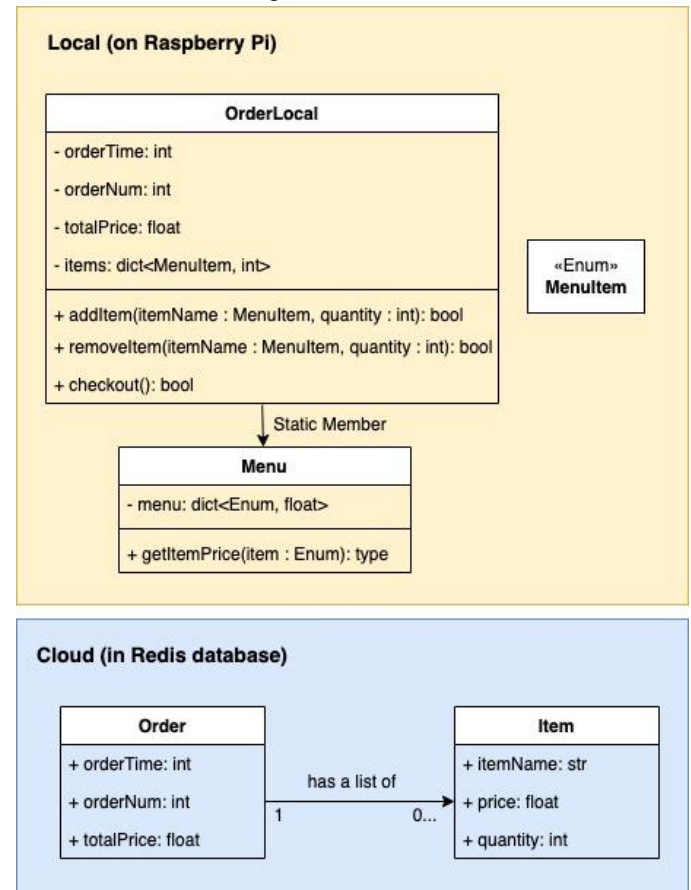 Local (on Raspberry Pi)
OrderLocal
- orderTime: int
- orderNum: int
- totalPrice: float
- items: dict<MenuItem, int>
+ addItem(itemName : MenuItem, quantity : int): bool
+ removeItem(itemName : MenuItem, quantity : int): bool
+ checkout(): bool
«Enum»
MenuItem
Static Member
Menu
- menu: dict<Enum, float>
+ getItemPrice(item : Enum): type
Cloud (in Redis database)
Order
+ orderTime: int
+ orderNum: int
+ totalPrice: float
has a list of
1
0...
Item
+ itemName: str
+ price: float
+ quantity: int